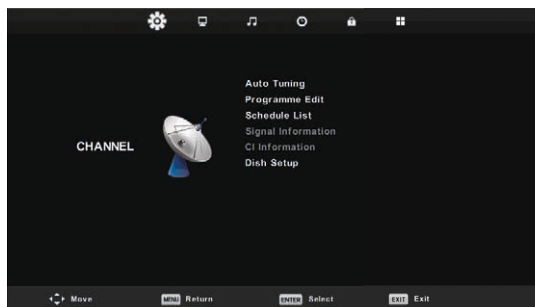 Auto Tuning
Programme Edit
Schedule List
Signal Information
CHANNEL
CI Information
Dish Setup
Move MENU Return ENTER Select EXIT Exit